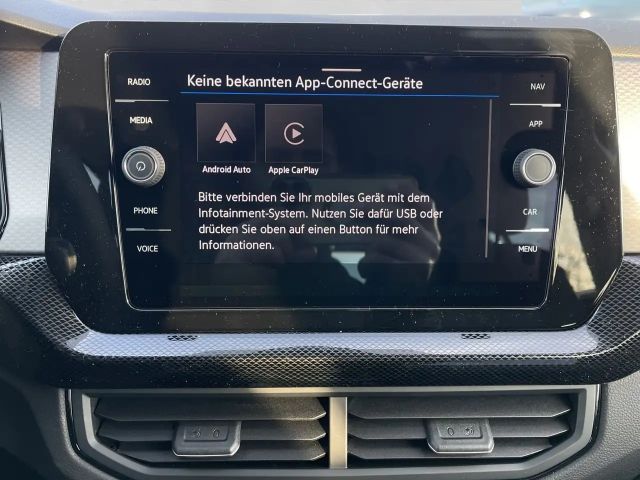 Keine bekannten App-Connect-Geräte
RADIO
MEDIA
PHONE
VOICE
NAV
APP
CAR
MENU
Android Auto
Apple CarPlay
Bitte verbinden Sie Ihr mobiles Gerät mit dem
Infotainment-System. Nutzen Sie dafür USB oder
drücken Sie oben auf einen Button für mehr
Informationen.